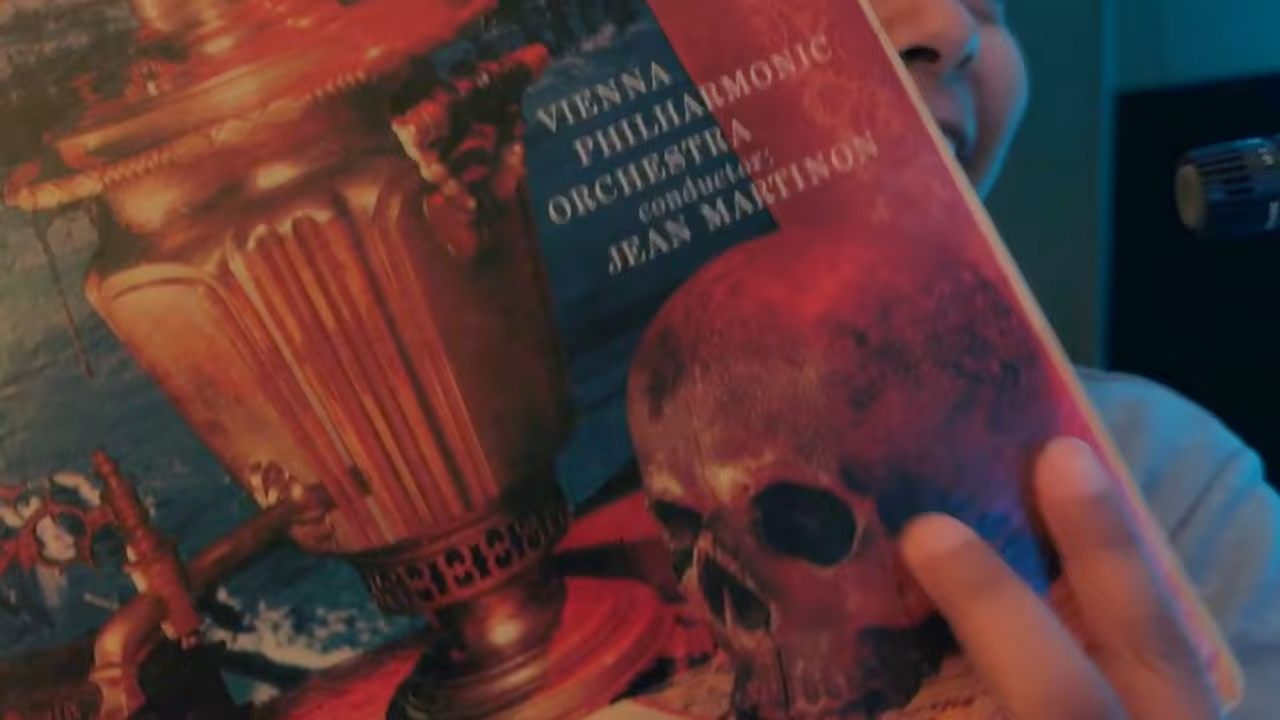 VIENNA
PHILHARMONIC
ORCHESTRA
conductor:
JEAN MARTINON